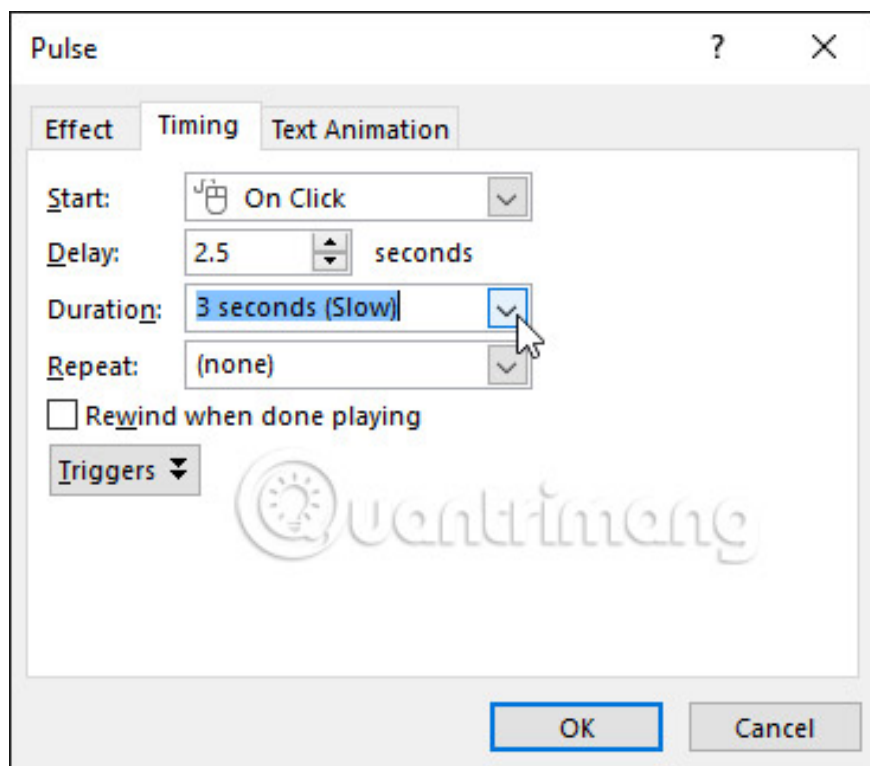 Pulse ?
Effect Timing Text Animation
Start: On Click
Delay: 2.5 seconds
Duration: 3 seconds (Slow)
Repeat: (none)
Rewind when done playing
Triggers
Quantrimang
OK Cancel